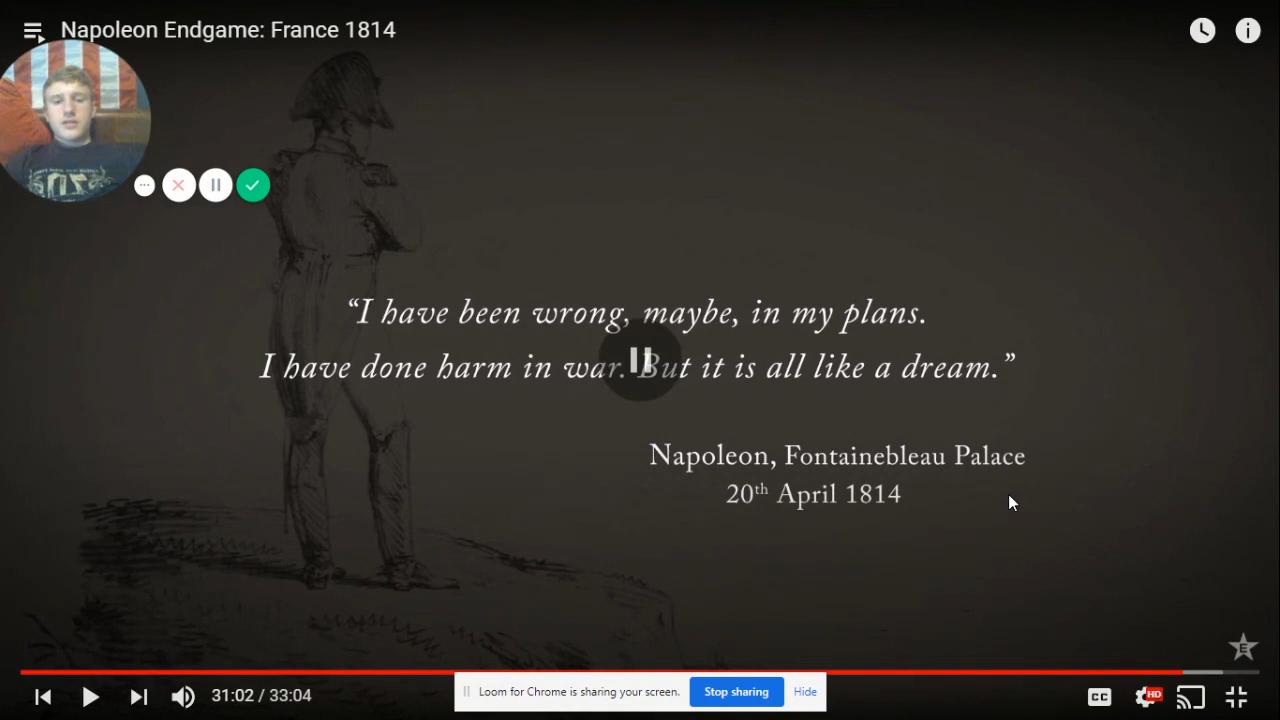 Napoleon Endgame: France 1814
“I have been wrong, maybe, in my plans.
I have done harm in war. But it is all like a dream.”
Napoleon, Fontainebleau Palace
20th April 1814
E
31:02 / 33:04
Loom for Chrome is sharing your screen.
Stop sharing
Hide
CC
HD